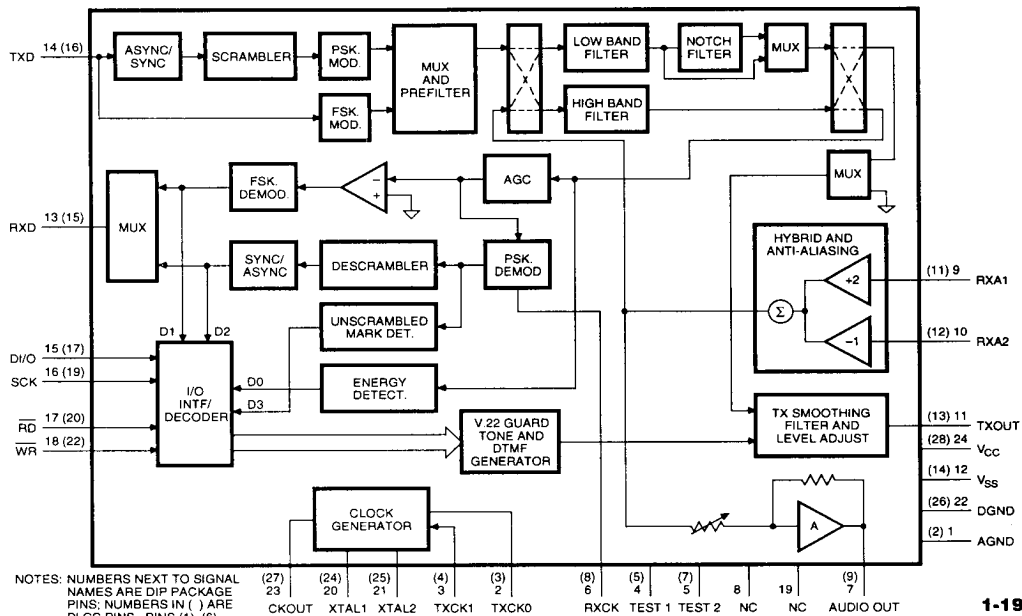 TXD 14 (16)
ASYNC/
SYNC
SCRAMBLER
PSK
MOD.
FSK.
MOD.
MUX
AND
PREFILTER
X
LOW BAND
FILTER
HIGH BAND
FILTER
NOTCH
FILTER
MUX
X
RXD 13 (15)
MUX
FSK.
DEMOD.
-
+
AGC
MUX
SYNC/
ASYNC
DESCRAMBLER
PSK.
DEMOD
UNSCRAMBLED
MARK DET.
HYBRID AND
ANTI-ALIASING
Σ
+2
-1
(11) 9 RXA1
(12) 10 RXA2
D1
D2
DI/O 15 (17)
SCK 16 (19)
RD 17 (20)
WR 18 (22)
I/O
INTF/
DECODER
D0
D3
ENERGY
DETECT.
V.22 GUARD
TONE AND
DTMF
GENERATOR
TX SMOOTHING
FILTER AND
LEVEL ADJUST
(13) 11 TXOUT
(28) 24 VCC
(14) 12 VSS
(26) 22 DGND
(2) 1 AGND
A
CLOCK
GENERATOR
NOTES: NUMBERS NEXT TO SIGNAL
NAMES ARE DIP PACKAGE
PINS; NUMBERS IN ( ) ARE
(27) (24) (25) (4) (3) (8) (5) (7) (9)
23 20 21 3 2 6 4 5 8 19 7
CKOUT XTAL1 XTAL2 TXCK1 TXCK0 RXCK TEST 1 TEST 2 NC NC AUDIO OUT
1-19